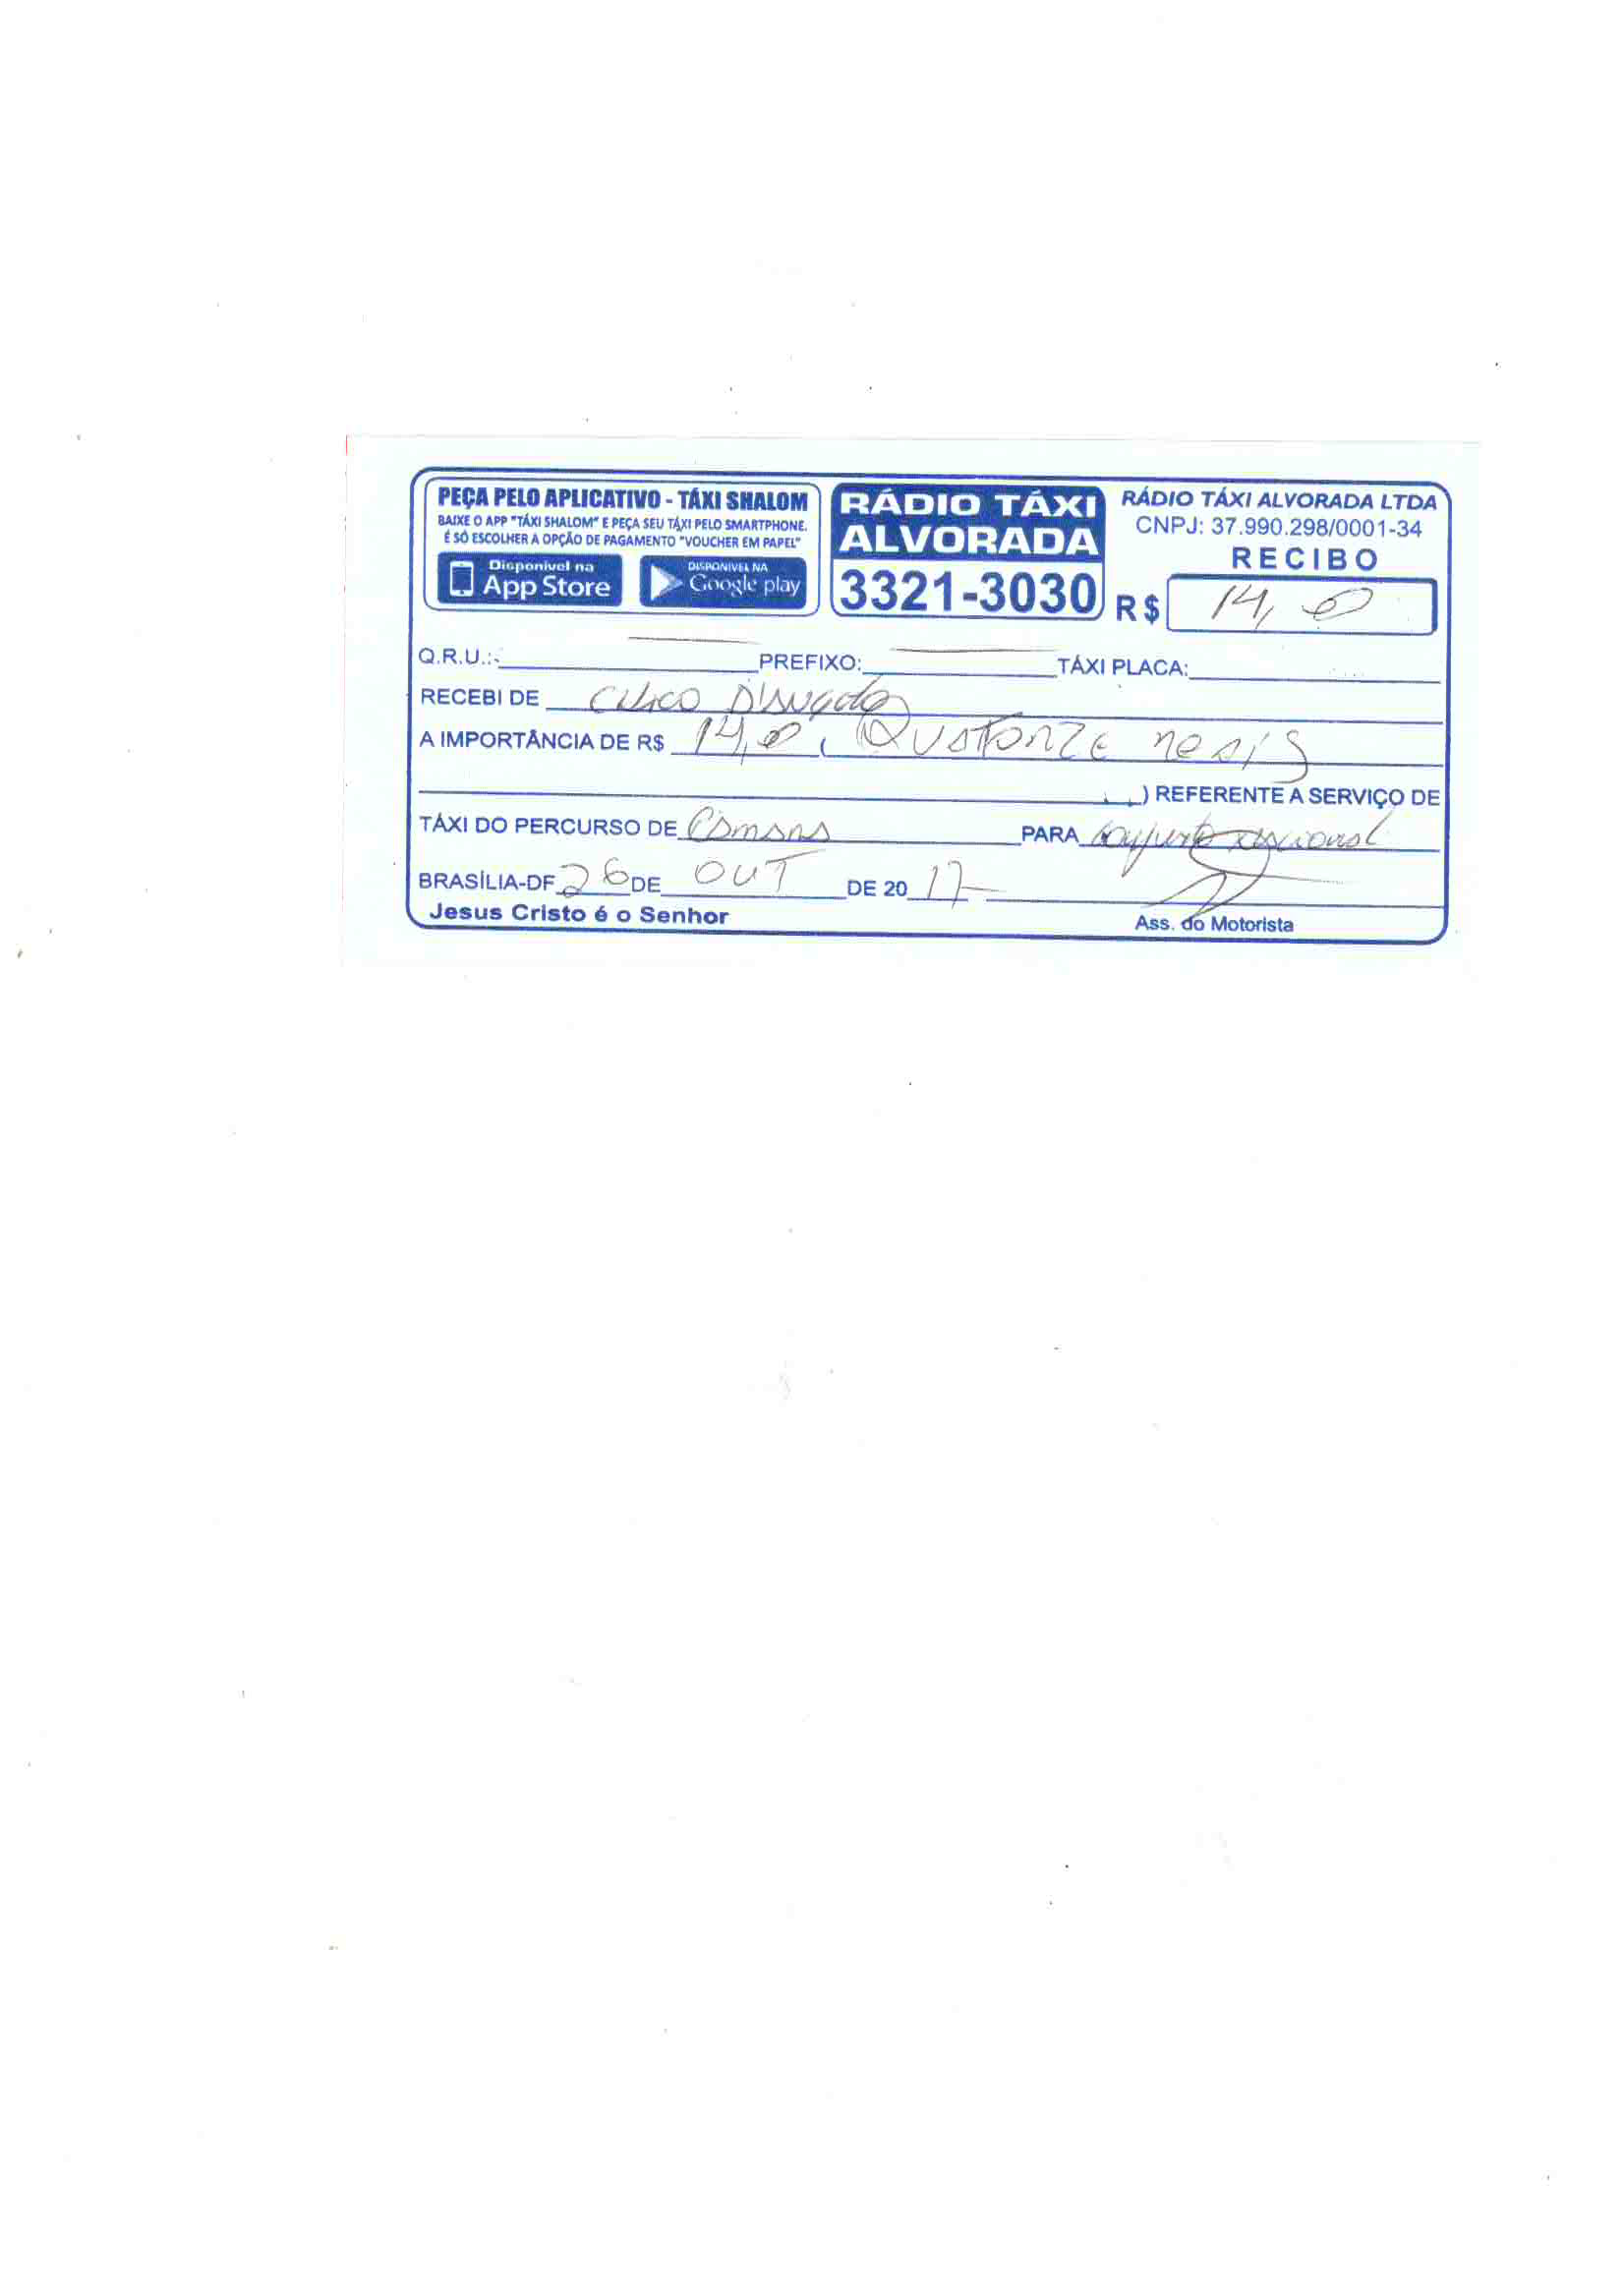 PEÇA PELO APLICATIVO - TÁXI SHALOM
BAIXE O APP "TÁXI SHALOM" E PEÇA SEU TÁXI PELO SMARTPHONE.
É SÓ ESCOLHER A OPÇÃO DE PAGAMENTO "VOUCHER EM PAPEL"
Disponível na
App Store
DISPONÍVEL NA
Google play
RÁDIO TÁXI
ALVORADA
3321-3030
RÁDIO TÁXI ALVORADA LTDA
CNPJ: 37.990.298/0001-34
RECIBO
R$ 14,00
Q.R.U.: PREFIXO: TÁXI PLACA:
RECEBI DE
A IMPORTÂNCIA DE R$ 14,00 ( Quatorze reais
) REFERENTE A SERVIÇO DE
TÁXI DO PERCURSO DE Camara PARA Conjunto Nacional
BRASÍLIA-DF 26 DE OUT DE 2017
Jesus Cristo é o Senhor
Ass. do Motorista